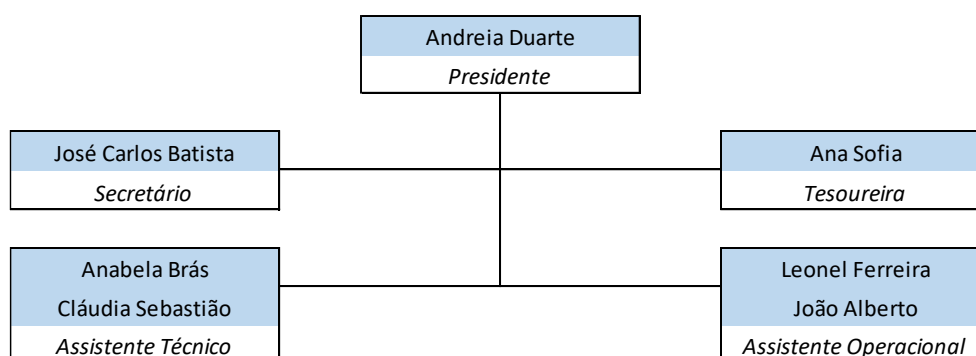 Andreia Duarte
Presidente
José Carlos Batista
Secretário
Ana Sofia
Tesoureira
Anabela Brás
Cláudia Sebastião
Assistente Técnico
Leonel Ferreira
João Alberto
Assistente Operacional